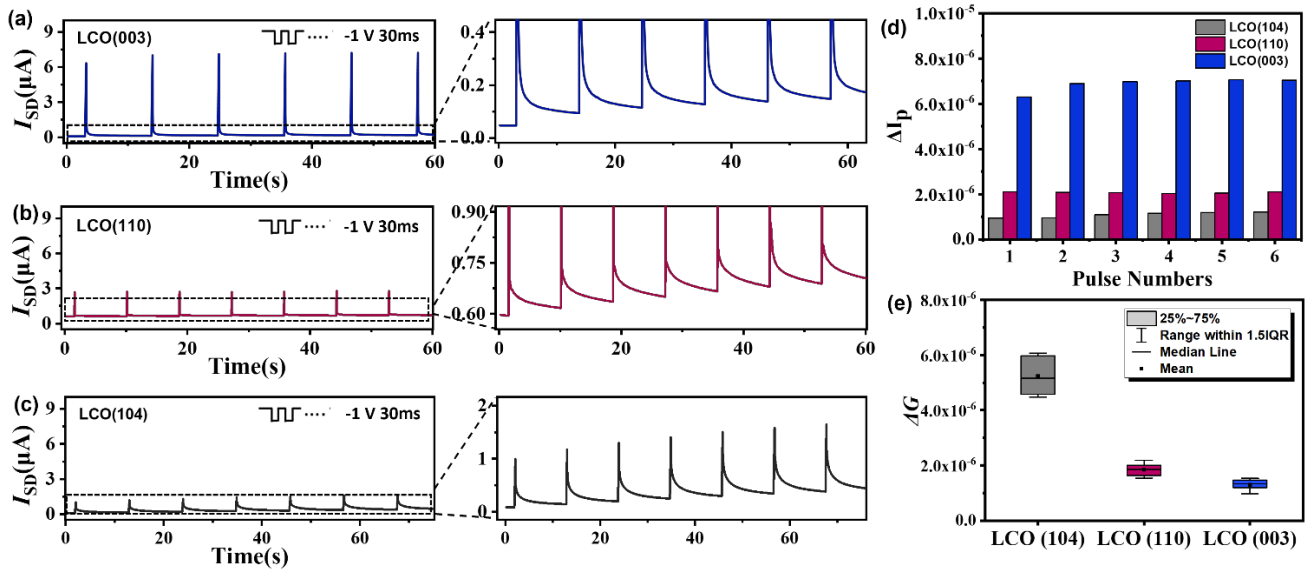 (a)
LCO(003)
-1 V 30ms
I_SD(μA)
9
6
3
0
0 20 40 60
Time(s)
0.4
0.2
0.0
0 20 40 60
Time(s)
(b)
LCO(110)
-1 V 30ms
I_SD(μA)
9
6
3
0
0 20 40 60
Time(s)
0.90
0.75
0.60
0 20 40 60
Time(s)
(c)
LCO(104)
-1 V 30ms
I_SD(μA)
9
6
3
0
0 20 40 60
Time(s)
2
1
0
0 20 40 60
Time(s)
(d)
1.0x10⁻⁵
8.0x10⁻⁶
6.0x10⁻⁶
4.0x10⁻⁶
2.0x10⁻⁶
0.0
ΔIp
LCO(104)
LCO(110)
LCO(003)
1 2 3 4 5 6
Pulse Numbers
(e)
8.0x10⁻⁶
6.0x10⁻⁶
4.0x10⁻⁶
2.0x10⁻⁶
0.0
ΔG
25%~75%
Range within 1.5IQR
Median Line
Mean
LCO (104) LCO (110) LCO (003)